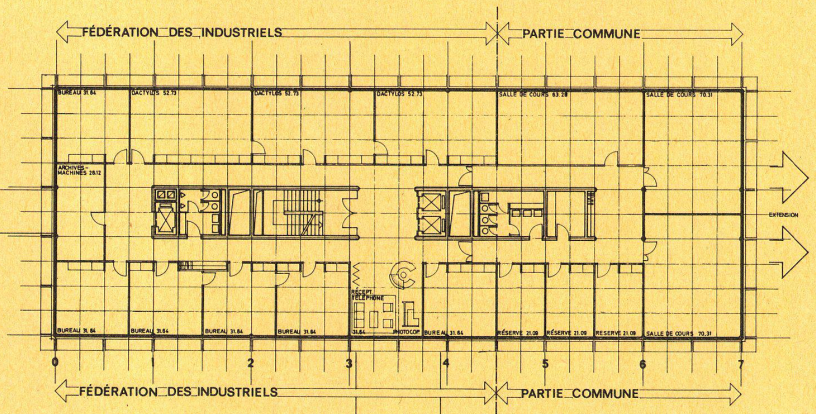 FÉDÉRATION DES INDUSTRIELS
PARTIE COMMUNE
BUREAU 31.64
DACTYLOS 52.73
DACTYLOS 52.73
DACTYLOS 52.73
SALLE DE COURS 63.28
SALLE DE COURS 70.31
ARCHIVES -
MACHINES 28.12
EXTENSION
RÉCEPT.
TÉLÉPHONE
BUREAU 31.64
BUREAU 31.64
BUREAU 31.64
BUREAU 31.64
31.64
PHOTOCOP.
BUREAU 31.64
RÉSERVE 21.09
RÉSERVE 21.09
RESERVE 21.09
SALLE DE COURS 70.31
0 1 2 3 4 5 6 7
FÉDÉRATION DES INDUSTRIELS
PARTIE COMMUNE